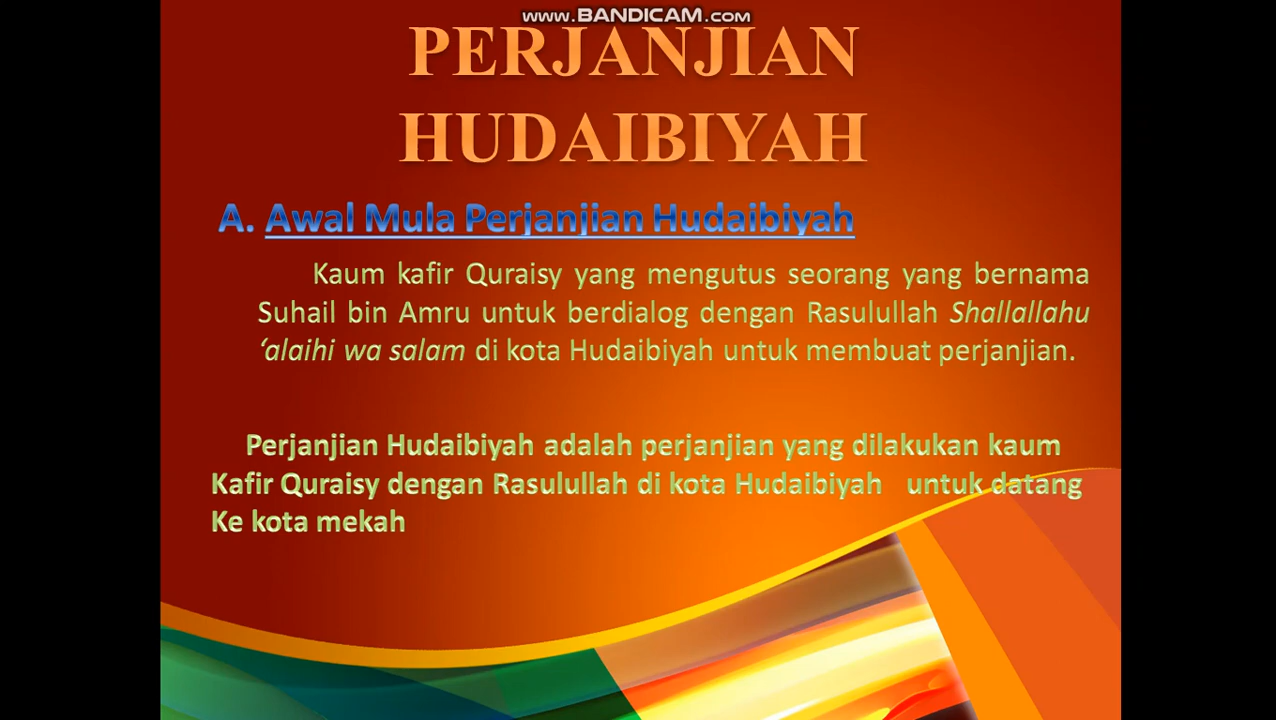 www.BANDICAM.com
PERJANJIAN
HUDAIBIYAH
A. Awal Mula Perjanjian Hudaibiyah
Kaum kafir Quraisy yang mengutus seorang yang bernama
Suhail bin Amru untuk berdialog dengan Rasulullah Shallallahu
‘alaihi wa salam di kota Hudaibiyah untuk membuat perjanjian.
Perjanjian Hudaibiyah adalah perjanjian yang dilakukan kaum
Kafir Quraisy dengan Rasulullah di kota Hudaibiyah untuk datang
Ke kota mekah